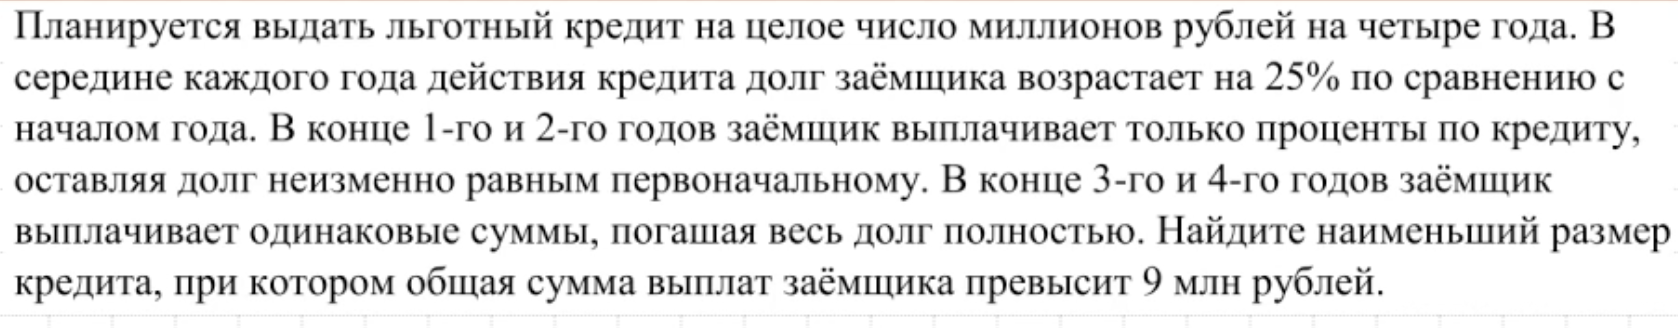 Планируется выдать льготный кредит на целое число миллионов рублей на четыре года. В
середине каждого года действия кредита долг заёмщика возрастает на 25% по сравнению с
началом года. В конце 1-го и 2-го годов заёмщик выплачивает только проценты по кредиту,
оставляя долг неизменно равным первоначальному. В конце 3-го и 4-го годов заёмщик
выплачивает одинаковые суммы, погашая весь долг полностью. Найдите наименьший размер
кредита, при котором общая сумма выплат заёмщика превысит 9 млн рублей.